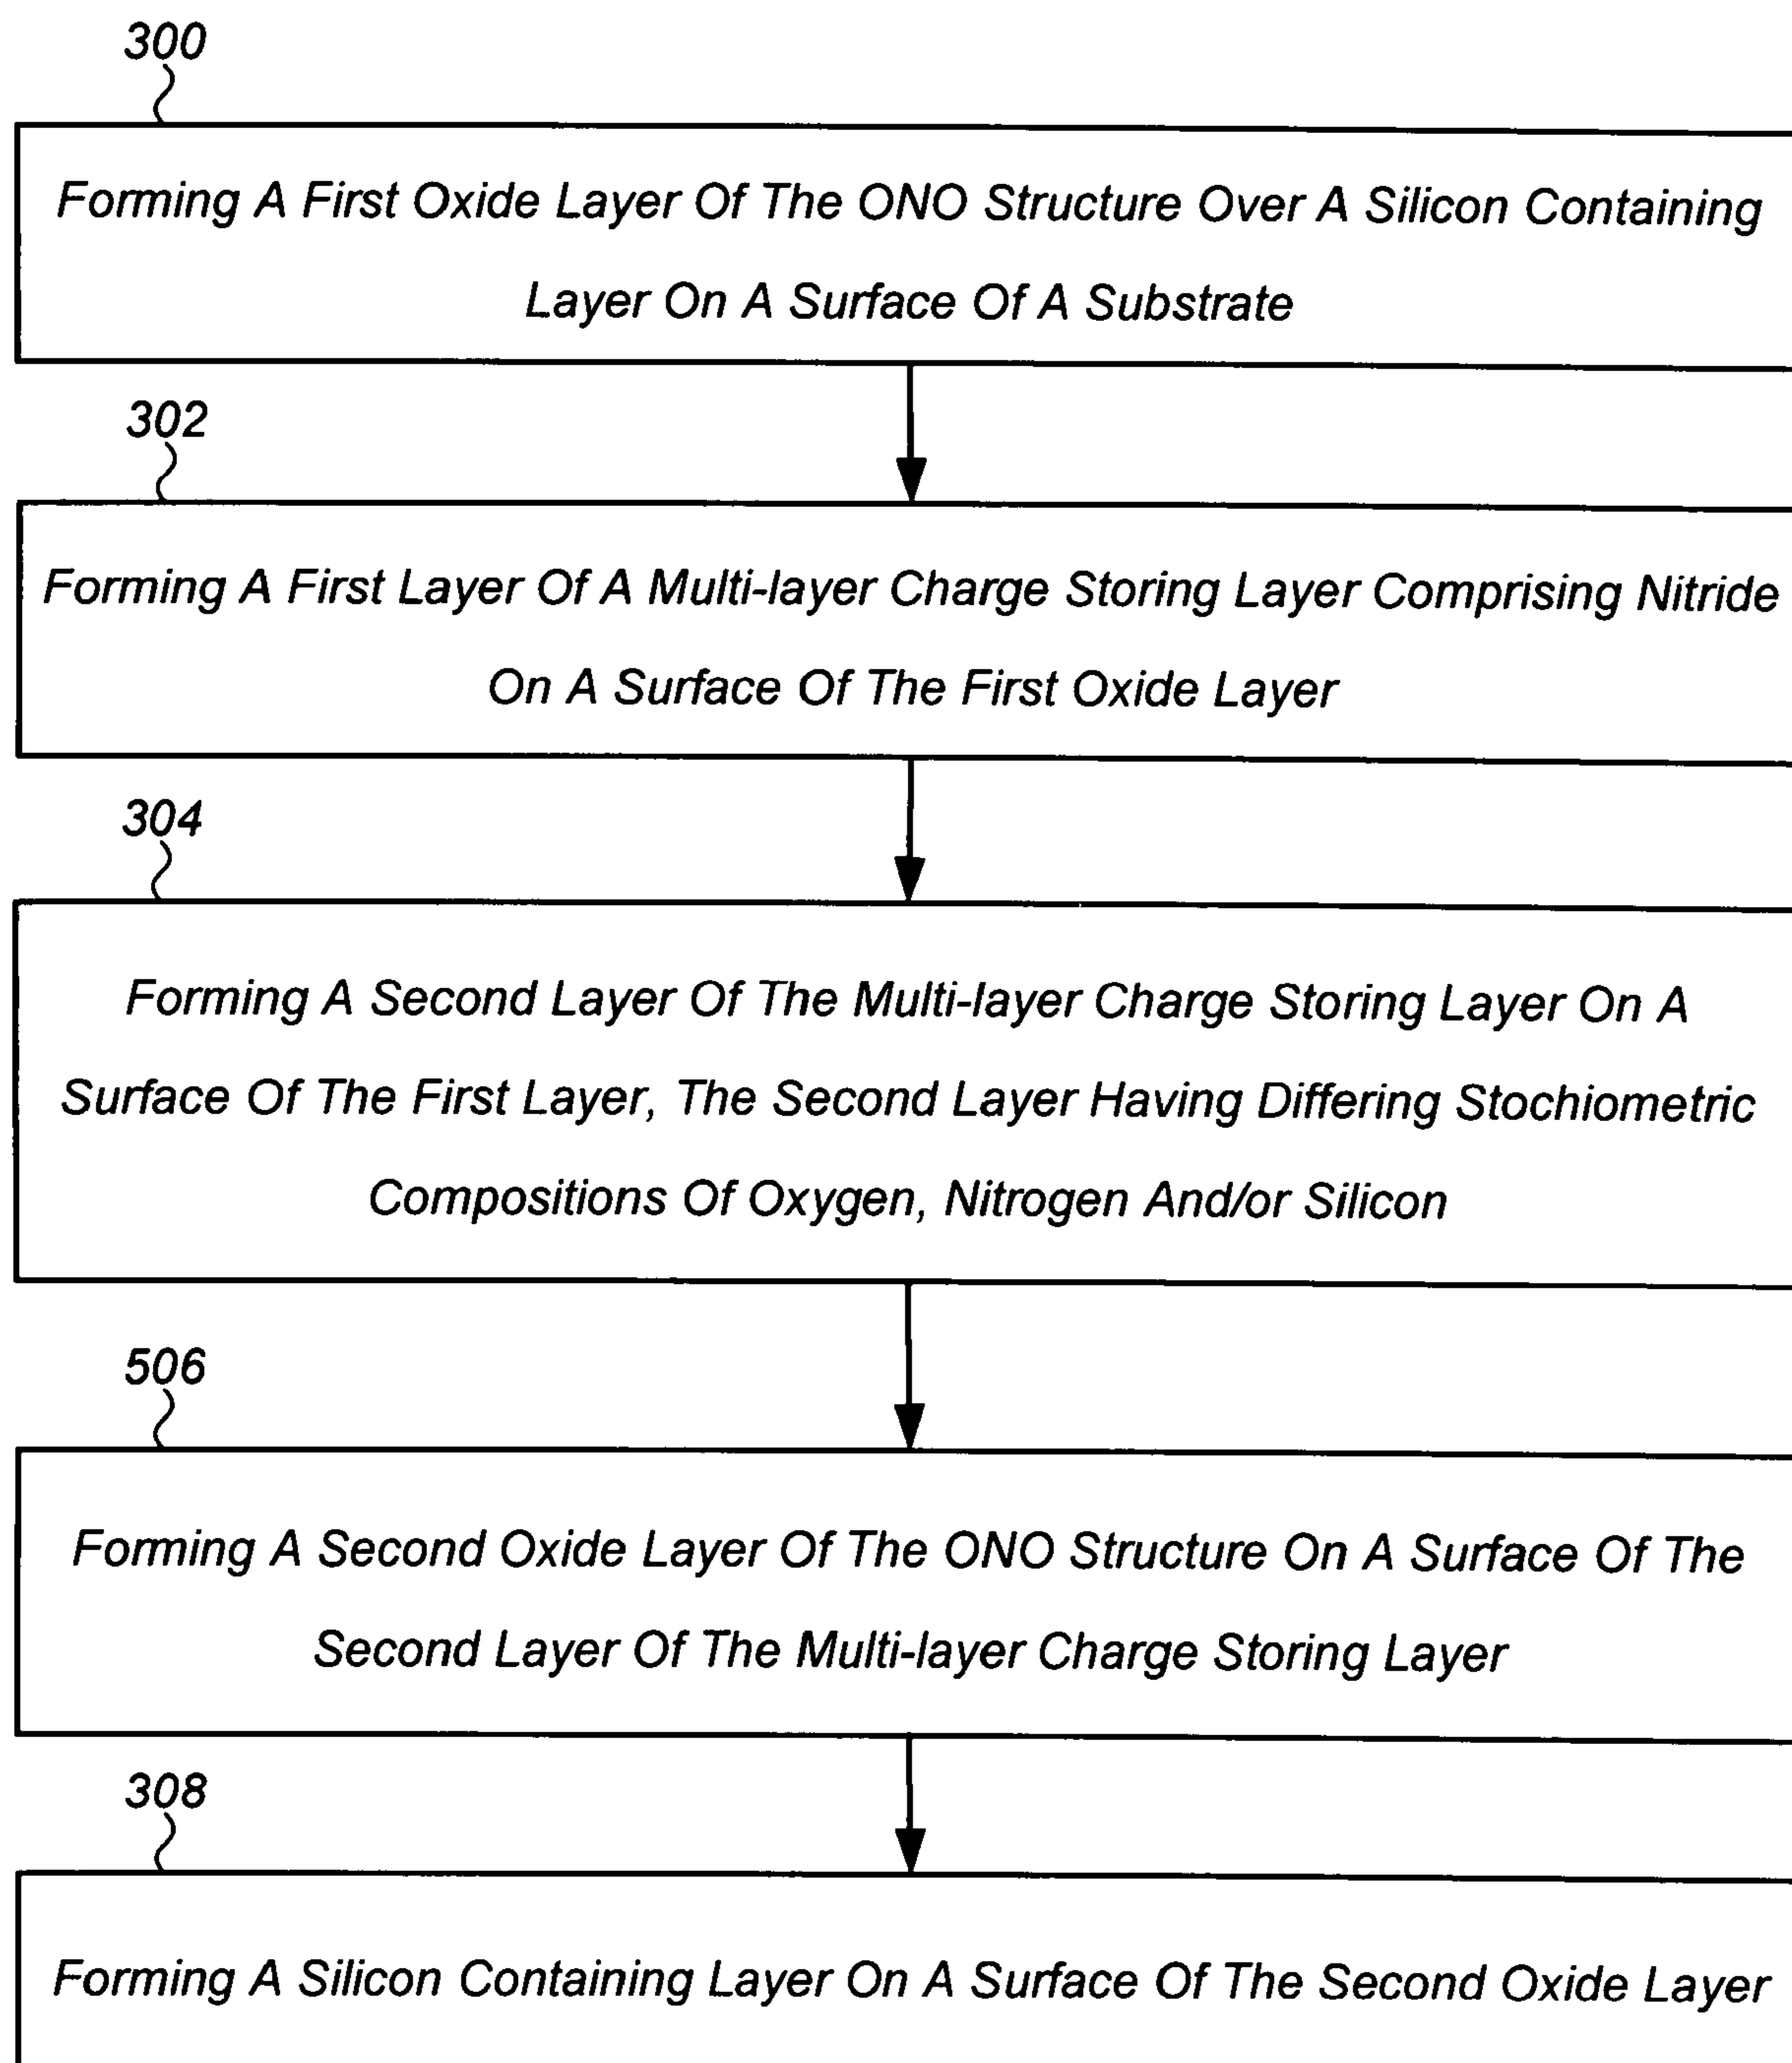 300
Forming A First Oxide Layer Of The ONO Structure Over A Silicon Containing
Layer On A Surface Of A Substrate
302
Forming A First Layer Of A Multi-layer Charge Storing Layer Comprising Nitride
On A Surface Of The First Oxide Layer
304
Forming A Second Layer Of The Multi-layer Charge Storing Layer On A
Surface Of The First Layer, The Second Layer Having Differing Stochiometric
Compositions Of Oxygen, Nitrogen And/or Silicon
506
Forming A Second Oxide Layer Of The ONO Structure On A Surface Of The
Second Layer Of The Multi-layer Charge Storing Layer
308
Forming A Silicon Containing Layer On A Surface Of The Second Oxide Layer